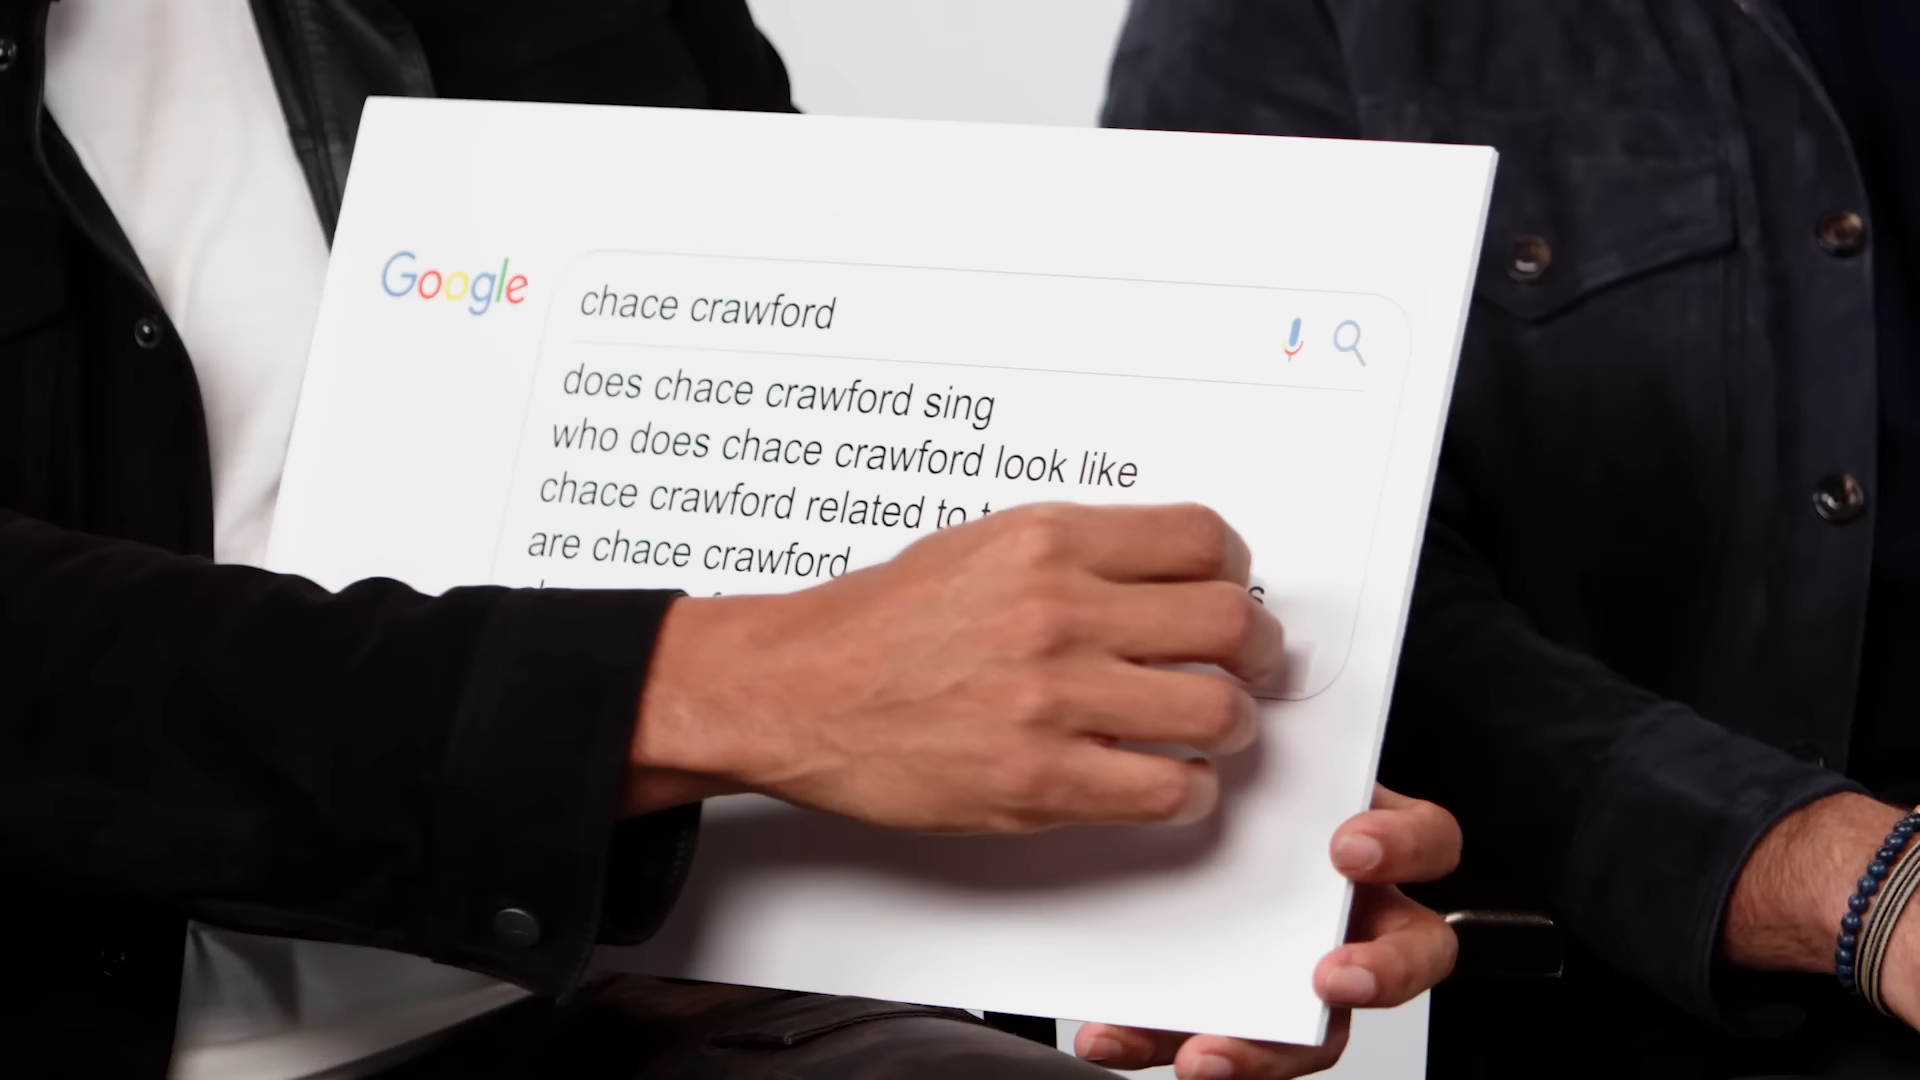 Google
chace crawford
does chace crawford sing
who does chace crawford look like
chace crawford related to
are chace crawford